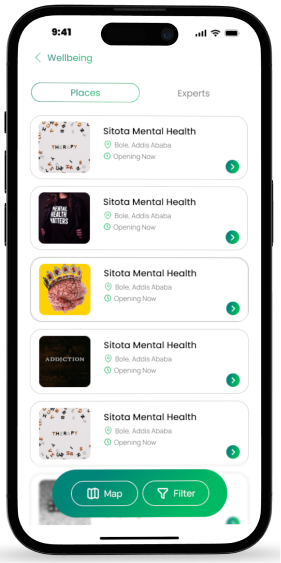 9:41
Wellbeing
Places
Experts
THERAPY
Sitota Mental Health
Bole, Addis Ababa
Opening Now
MENTAL
HEALTH
MATTERS
Sitota Mental Health
Bole, Addis Ababa
Opening Now
Sitota Mental Health
Bole, Addis Ababa
Opening Now
ADDICTION
Sitota Mental Health
Bole, Addis Ababa
Opening Now
THERAPY
Sitota Mental Health
Bole, Addis Ababa
Opening Now
Map
Filter